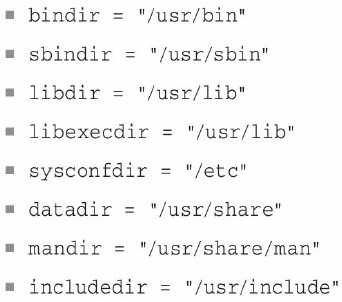 bindir = "/usr/bin"
sbindir = "/usr/sbin"
libdir = "/usr/lib"
libexecdir = "/usr/lib"
sysconfdir = "/etc"
datadir = "/usr/share"
mandir = "/usr/share/man"
includedir = "/usr/include"